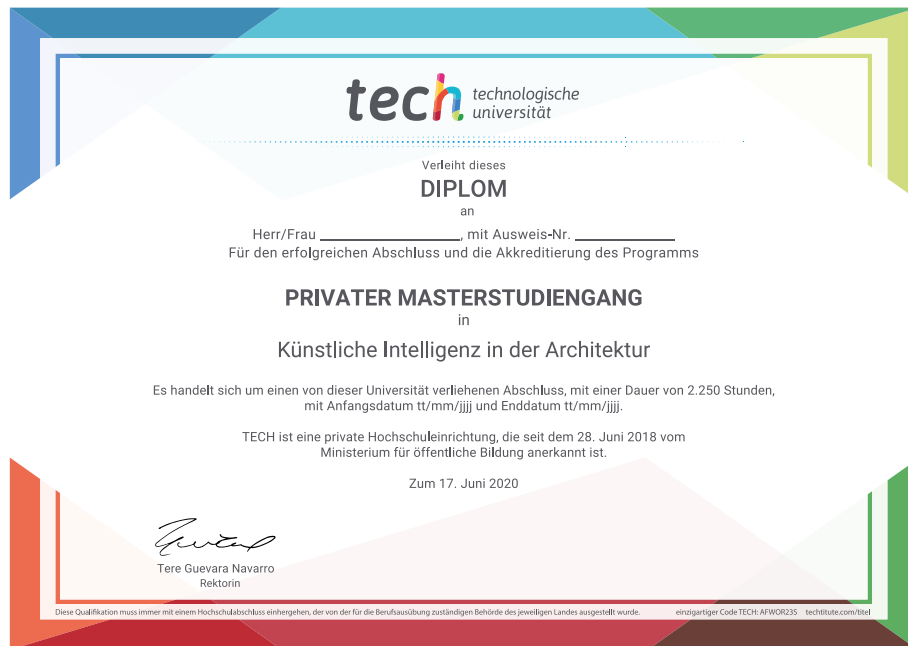 tech technologische
universität
Verleiht dieses
DIPLOM
an
Herr/Frau ________________, mit Ausweis-Nr. ____________
Für den erfolgreichen Abschluss und die Akkreditierung des Programms
PRIVATER MASTERSTUDIENGANG
in
Künstliche Intelligenz in der Architektur
Es handelt sich um einen von dieser Universität verliehenen Abschluss, mit einer Dauer von 2.250 Stunden,
mit Anfangsdatum tt/mm/jjjj und Enddatum tt/mm/jjjj.
TECH ist eine private Hochschuleinrichtung, die seit dem 28. Juni 2018 vom
Ministerium für öffentliche Bildung anerkannt ist.
Zum 17. Juni 2020
Tere Guevara Navarro
Rektorin
Diese Qualifikation muss immer mit einem Hochschulabschluss einhergehen, der von der für die Berufsausübung zuständigen Behörde des jeweiligen Landes ausgestellt wurde. einzigartiger Code TECH: AFWOR23S techtitute.com/titel